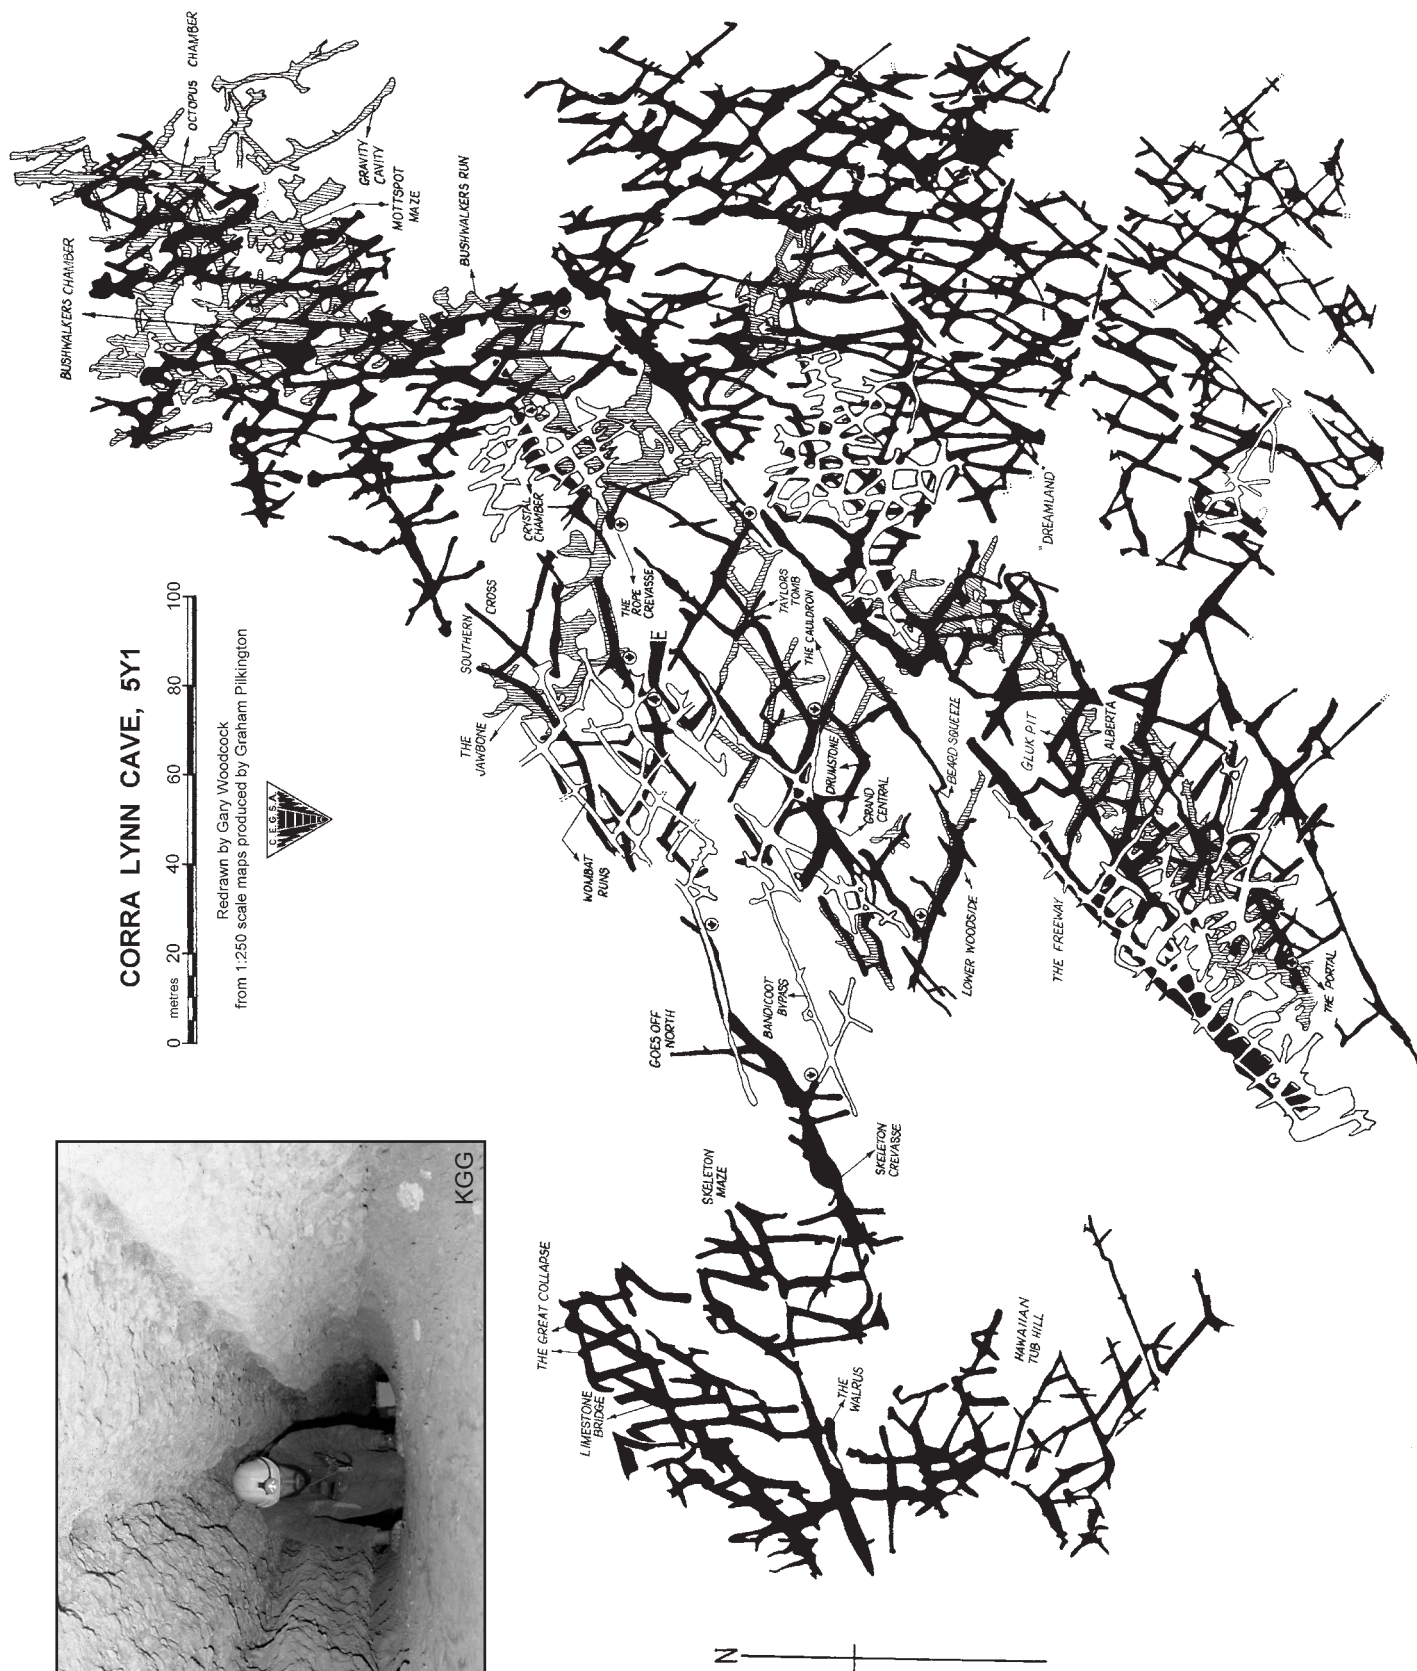 CORRA LYNN CAVE, 5Y1
0 metres 20 40 60 80 100
Redrawn by Gary Woodcock
from 1:250 scale maps produced by Graham Pilkington
C.E.G.S.A.
KGG
N
BUSHWALKERS CHAMBER
OCTOPUS CHAMBER
GRAVITY
CAVITY
MOTTSPOT
MAZE
BUSHWALKERS RUN
CRYSTAL
CHAMBER
SOUTHERN CROSS
THE
JAWBONE
THE
ROPE
CREVASSE
E
WOMBAT
RUNS
TAYLORS
TOMB
THE CAULDRON
DRUMSTONE
GRAND
CENTRAL
BEARD SQUEEZE
LOWER WOODSIDE
"DREAMLAND"
GLUK PIT
ALBERTA
THE FREEWAY
THE PORTAL
GOES OFF
NORTH
BANDICOOT
BYPASS
SKELETON
MAZE
SKELETON
CREVASSE
THE GREAT COLLAPSE
LIMESTONE
BRIDGE
THE
WALRUS
HAWAIIAN
TUB HILL